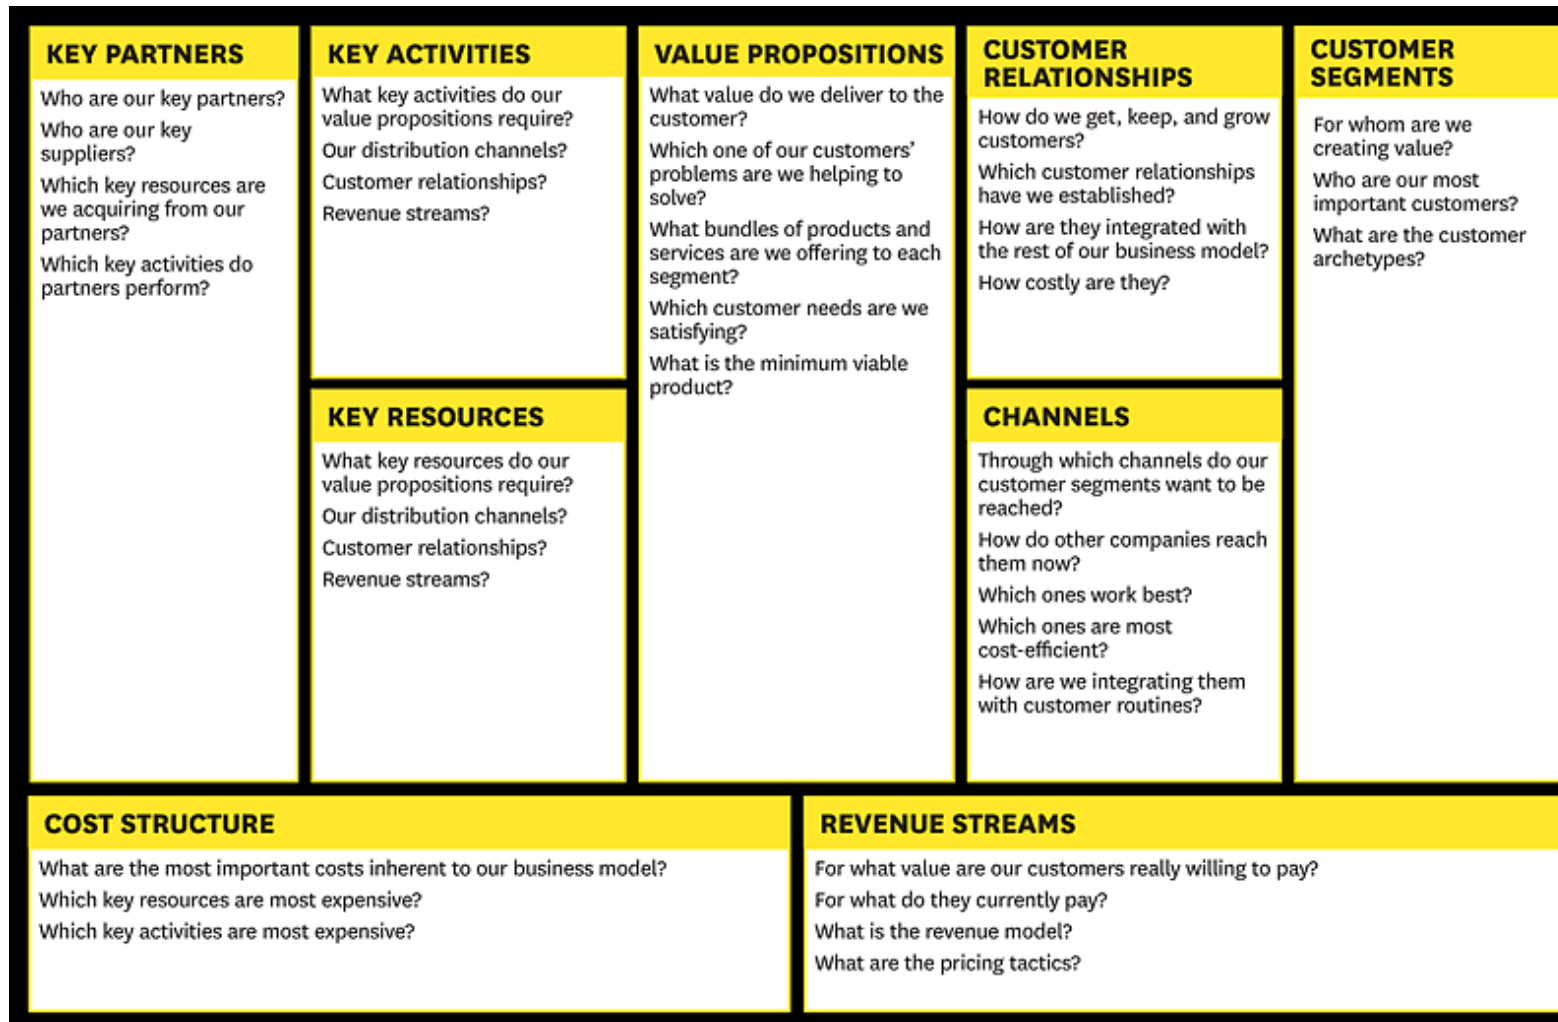 KEY PARTNERS
Who are our key partners?
Who are our key
suppliers?
Which key resources are
we acquiring from our
partners?
Which key activities do
partners perform?
KEY ACTIVITIES
What key activities do our
value propositions require?
Our distribution channels?
Customer relationships?
Revenue streams?
KEY RESOURCES
What key resources do our
value propositions require?
Our distribution channels?
Customer relationships?
Revenue streams?
VALUE PROPOSITIONS
What value do we deliver to the
customer?
Which one of our customers’
problems are we helping to
solve?
What bundles of products and
services are we offering to each
segment?
Which customer needs are we
satisfying?
What is the minimum viable
product?
CUSTOMER
RELATIONSHIPS
How do we get, keep, and grow
customers?
Which customer relationships
have we established?
How are they integrated with
the rest of our business model?
How costly are they?
CHANNELS
Through which channels do our
customer segments want to be
reached?
How do other companies reach
them now?
Which ones work best?
Which ones are most
cost-efficient?
How are we integrating them
with customer routines?
CUSTOMER
SEGMENTS
For whom are we
creating value?
Who are our most
important customers?
What are the customer
archetypes?
COST STRUCTURE
What are the most important costs inherent to our business model?
Which key resources are most expensive?
Which key activities are most expensive?
REVENUE STREAMS
For what value are our customers really willing to pay?
For what do they currently pay?
What is the revenue model?
What are the pricing tactics?